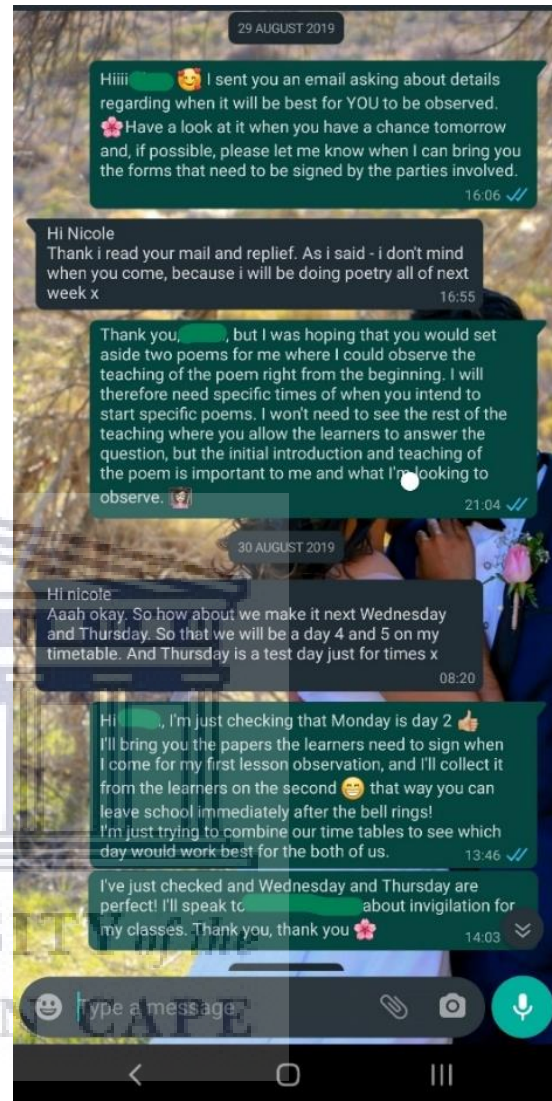 29 AUGUST 2019
Hiiii 🥰 I sent you an email asking about details
regarding when it will be best for YOU to be observed.
🌸Have a look at it when you have a chance tomorrow
and, if possible, please let me know when I can bring you
the forms that need to be signed by the parties involved.
16:06
Hi Nicole
Thank i read your mail and replief. As i said - i don't mind
when you come, because i will be doing poetry all of next
week x
16:55
Thank you, , but I was hoping that you would set
aside two poems for me where I could observe the
teaching of the poem right from the beginning. I will
therefore need specific times of when you intend to
start specific poems. I won't need to see the rest of the
teaching where you allow the learners to answer the
question, but the initial introduction and teaching of
the poem is important to me and what I'm looking to
observe.
21:04
30 AUGUST 2019
Hi nicole
Aaah okay. So how about we make it next Wednesday
and Thursday. So that we will be a day 4 and 5 on my
timetable. And Thursday is a test day just for times x
08:20
Hi , I'm just checking that Monday is day 2 👍🏼
I'll bring you the papers the learners need to sign when
I come for my first lesson observation, and I'll collect it
from the learners on the second 😁 that way you can
leave school immediately after the bell rings!
I'm just trying to combine our time tables to see which
day would work best for the both of us.
13:46
I've just checked and Wednesday and Thursday are
perfect! I'll speak to about invigilation for
my classes. Thank you, thank you 🌸
14:03
SITY of the
N CAPE
Type a message